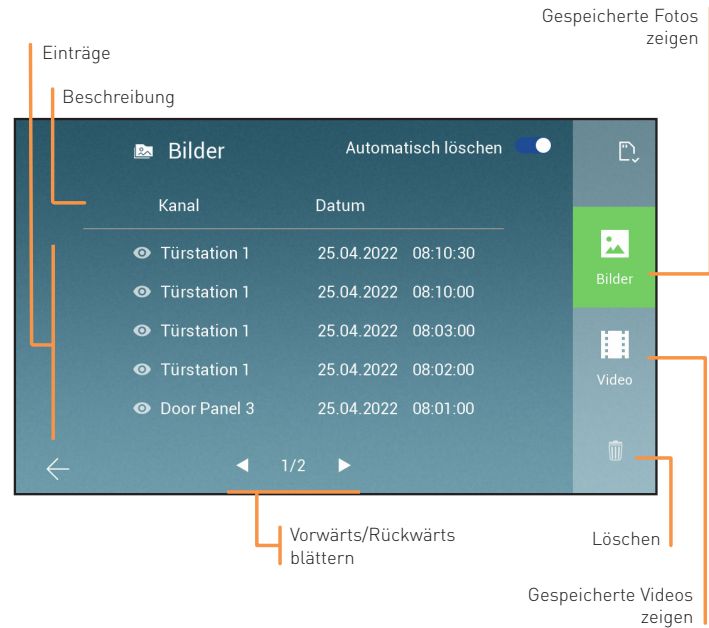 Gespeicherte Fotos
zeigen
Einträge
Beschreibung
Bilder
Automatisch löschen
Kanal Datum
Türstation 1 25.04.2022 08:10:30
Türstation 1 25.04.2022 08:10:00
Türstation 1 25.04.2022 08:03:00
Türstation 1 25.04.2022 08:02:00
Door Panel 3 25.04.2022 08:01:00
1/2
Bilder
Video
Vorwärts/Rückwärts
blättern
Löschen
Gespeicherte Videos
zeigen